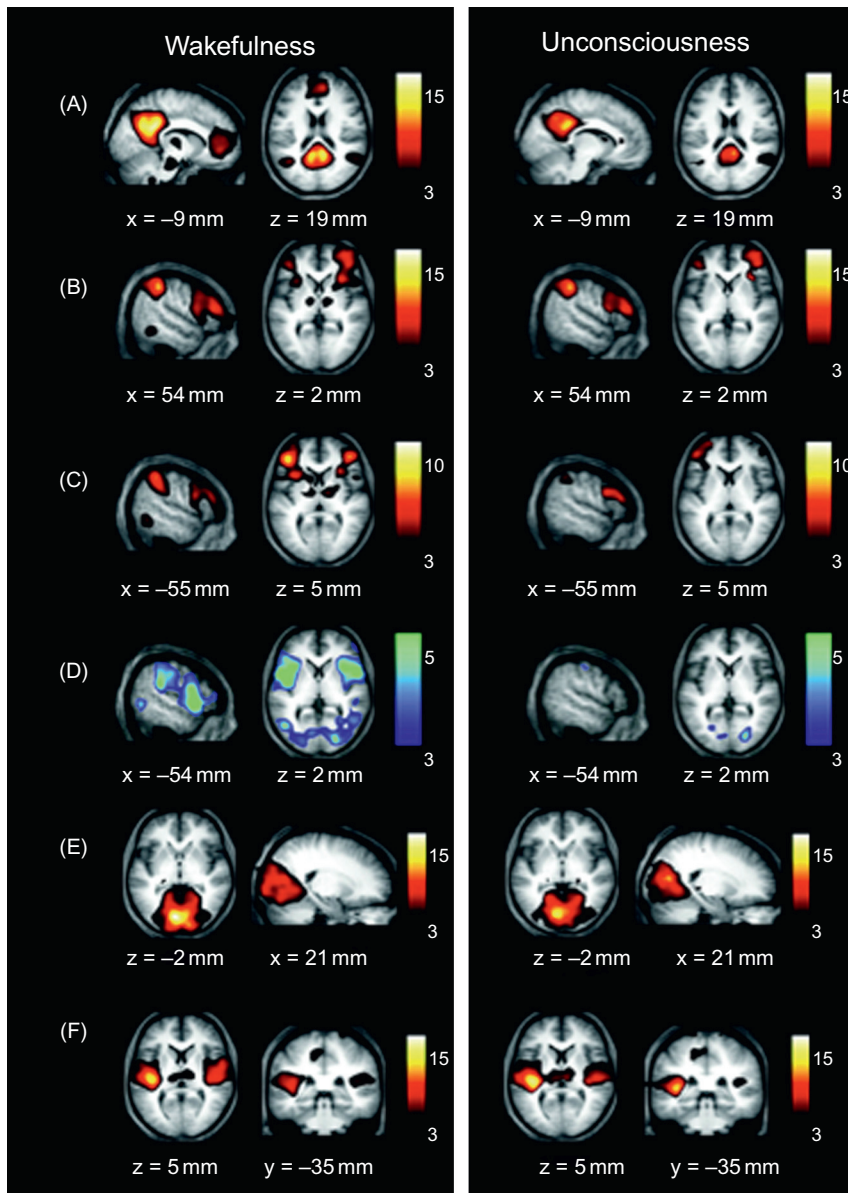 Wakefulness
Unconsciousness
(A)
15
3
x = –9 mm
z = 19 mm
15
3
x = –9 mm
z = 19 mm
(B)
15
3
x = 54 mm
z = 2 mm
15
3
x = 54 mm
z = 2 mm
(C)
10
3
x = –55 mm
z = 5 mm
10
3
x = –55 mm
z = 5 mm
(D)
5
3
x = –54 mm
z = 2 mm
5
3
x = –54 mm
z = 2 mm
(E)
15
3
z = –2 mm
x = 21 mm
15
3
z = –2 mm
x = 21 mm
(F)
15
3
z = 5 mm
y = –35 mm
15
3
z = 5 mm
y = –35 mm